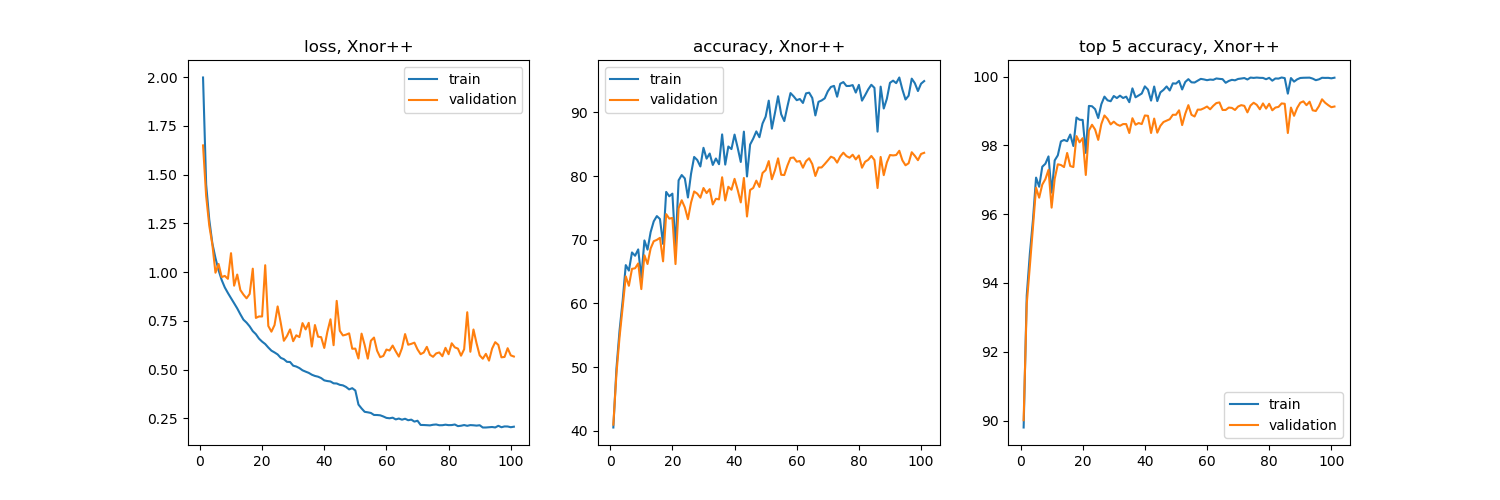 loss, Xnor++
2.00
1.75
1.50
1.25
1.00
0.75
0.50
0.25
0 20 40 60 80 100
train
validation
accuracy, Xnor++
90
80
70
60
50
40
0 20 40 60 80 100
train
validation
top 5 accuracy, Xnor++
100
98
96
94
92
90
0 20 40 60 80 100
train
validation